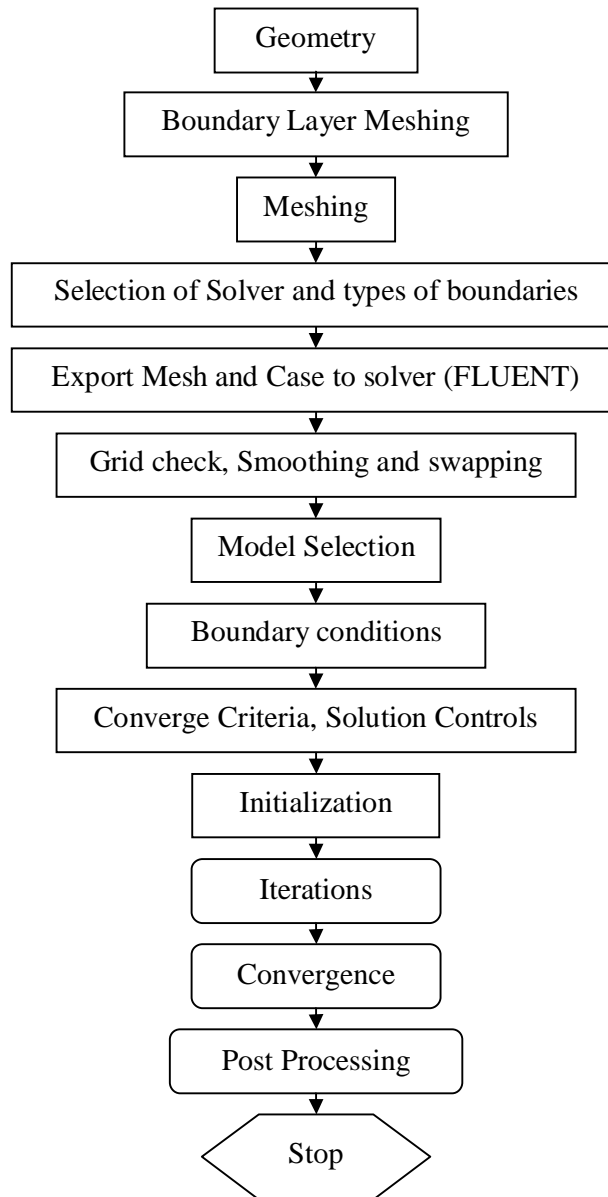 Geometry
Boundary Layer Meshing
Meshing
Selection of Solver and types of boundaries
Export Mesh and Case to solver (FLUENT)
Grid check, Smoothing and swapping
Model Selection
Boundary conditions
Converge Criteria, Solution Controls
Initialization
Iterations
Convergence
Post Processing
Stop